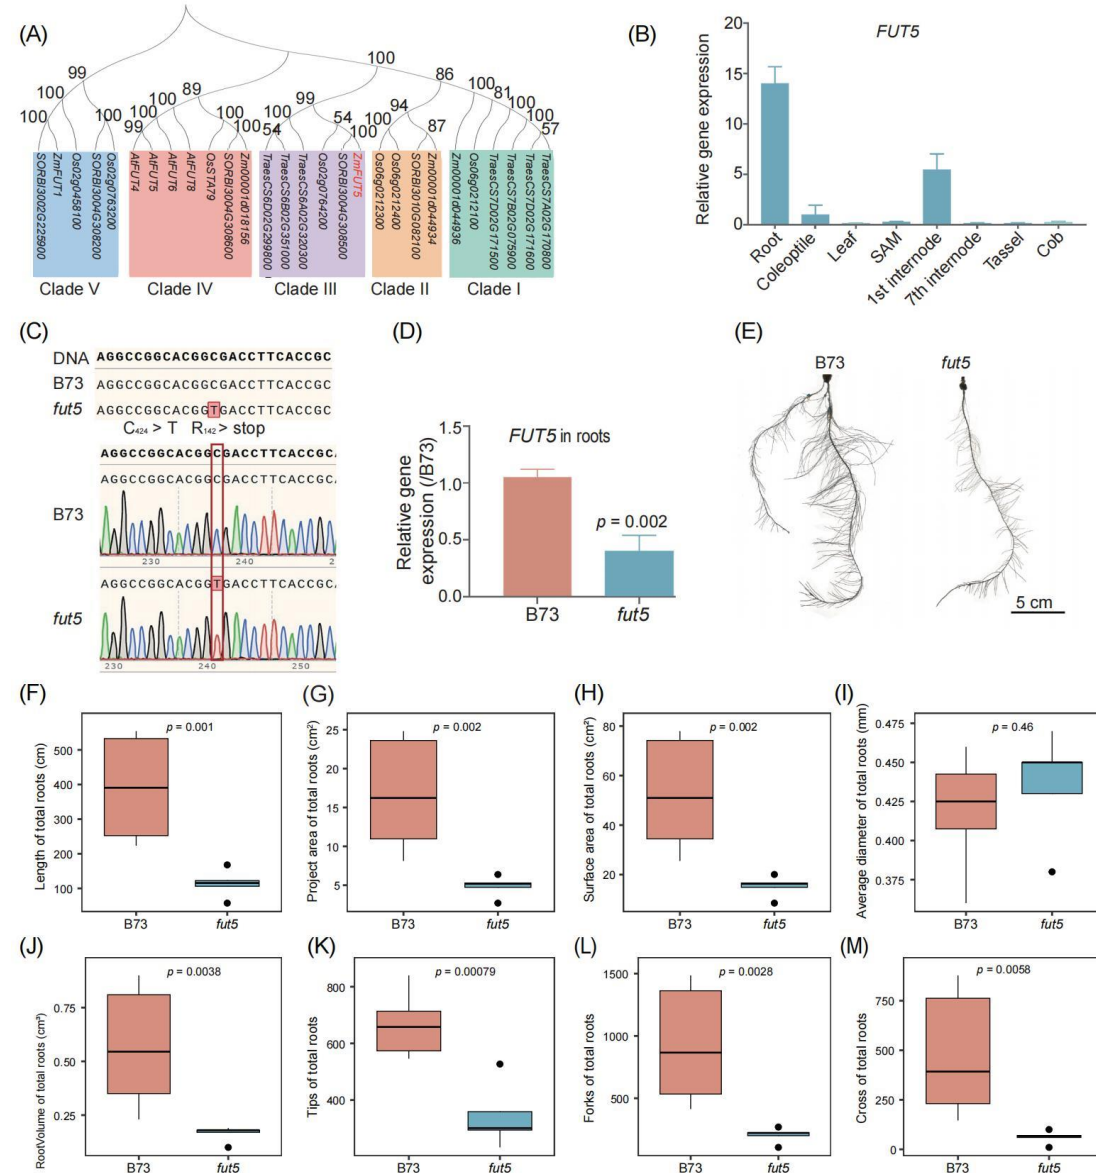 (A)
100
99
86
89
100
81
100
99
94
100
100
100
100
100
54
100
100
100
99
100
54
100
87
57
SORBI3002G225900
ZmFUT1
Os02g0458100
SORBI3004G308200
Os02g0763200
AtFUT4
AtFUT5
AtFUT6
AtFUT8
OsSTA79
SORBI3004G308600
Zm00001d018156
TraesCS6D02G299800
TraesCS6B02G351000
TraesCS6A02G320300
Os02g0764200
SORBI3004G308500
ZmFUT5
Os06g0212300
Os06g0212400
SORBI3010G082100
Zm00001d044934
Zm00001d044936
Os06g0212100
TraesCS7D02G171500
TraesCS7B02G075900
TraesCS7D02G171600
TraesCS7A02G170800
Clade V
Clade IV
Clade III
Clade II
Clade I
(B)
FUT5
Relative gene expression
20
15
10
5
0
Root
Coleoptile
Leaf
SAM
1st internode
7th internode
Tassel
Cob
(C)
DNA AGGCCGGCACGGCGACCTTCACCGC
B73 AGGCCGGCACGGCGACCTTCACCGC
fut5 AGGCCGGCACGGTGACCTTCACCGC
C424 > T R142 > stop
AGGCCGGCACGGCGACCTTCACCGC
AGGCCGGCACGGCGACCTTCACCGC
B73
230
240
2
AGGCCGGCACGGTGACCTTCACCGC
fut5
230
240
250
(D)
FUT5 in roots
Relative gene
expression (/B73)
1.5
1.0
0.5
0.0
p = 0.002
B73
fut5
(E)
B73
fut5
5 cm
(F)
p = 0.001
Length of total roots (cm)
500
400
300
200
100
B73
fut5
(G)
p = 0.002
Project area of total roots (cm²)
25
20
15
10
5
B73
fut5
(H)
p = 0.002
Surface area of total roots (cm²)
80
60
40
20
B73
fut5
(I)
p = 0.46
Average diameter of total roots (mm)
0.475
0.450
0.425
0.400
0.375
B73
fut5
(J)
p = 0.0038
RootVolume of total roots (cm³)
0.75
0.50
0.25
B73
fut5
(K)
p = 0.00079
Tips of total roots
800
600
400
B73
fut5
(L)
p = 0.0028
Forks of total roots
1500
1000
500
B73
fut5
(M)
p = 0.0058
Cross of total roots
750
500
250
0
B73
fut5